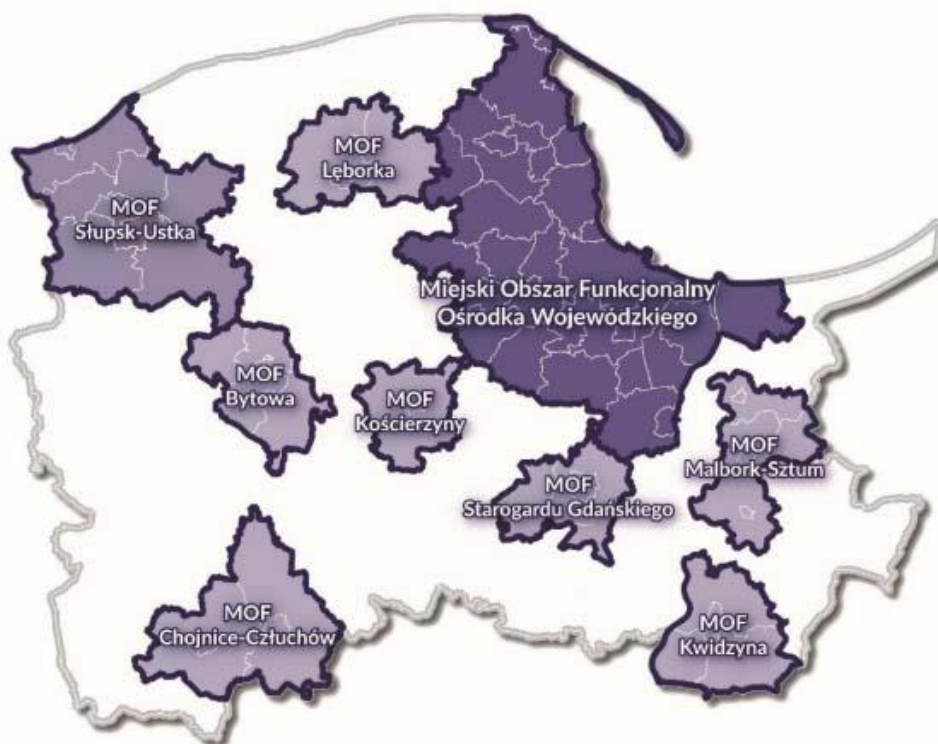 MOF
Lęborka
MOF
Słupsk-Ustka
Miejski Obszar Funkcjonalny
Ośrodka Wojewódzkiego
MOF
Bytowa
MOF
Kościerzyny
MOF
Malbork-Sztum
MOF
Starogardu Gdańskiego
MOF
Chojnice-Człuchów
MOF
Kwidzyna